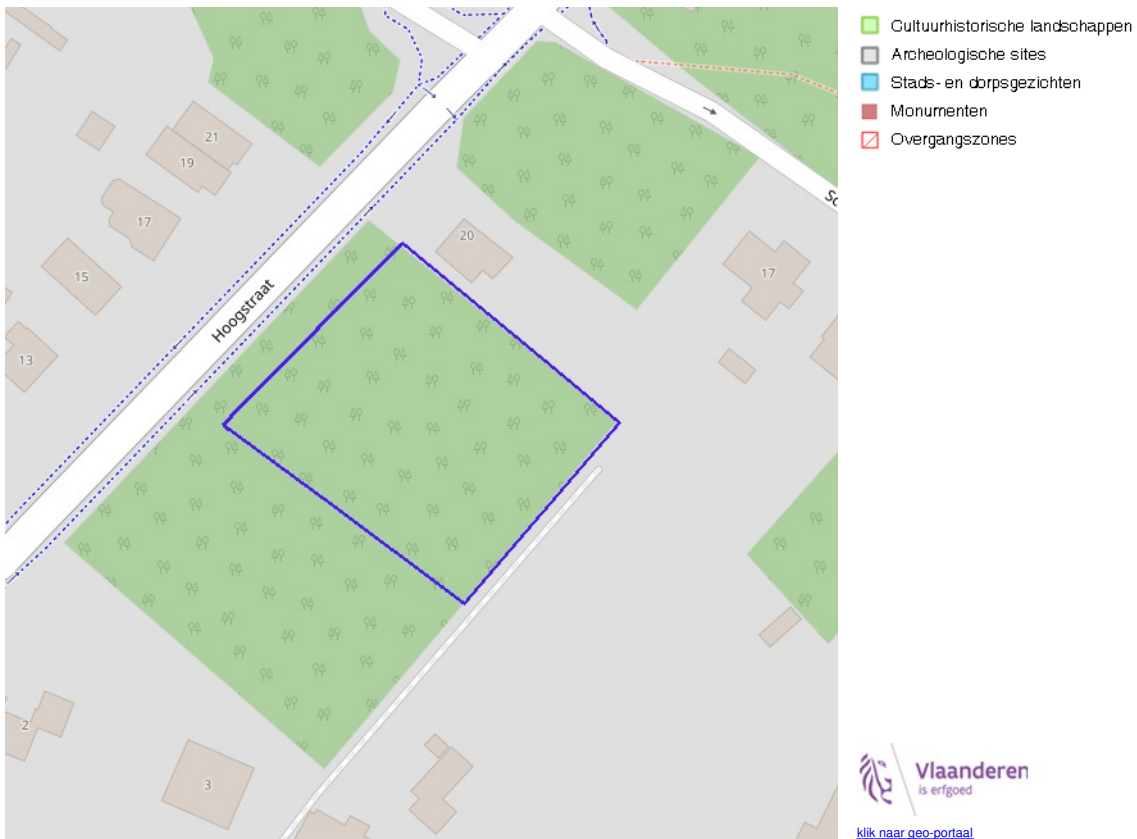 Cultuurhistorische landschappen
Archeologische sites
Stads- en dorpsgezichten
Monumenten
Overgangszones
21
19
17
15
13
Hoogstraat
20
17
2
3
Vlaanderen
is erfgoed
klik naar geo-portaal